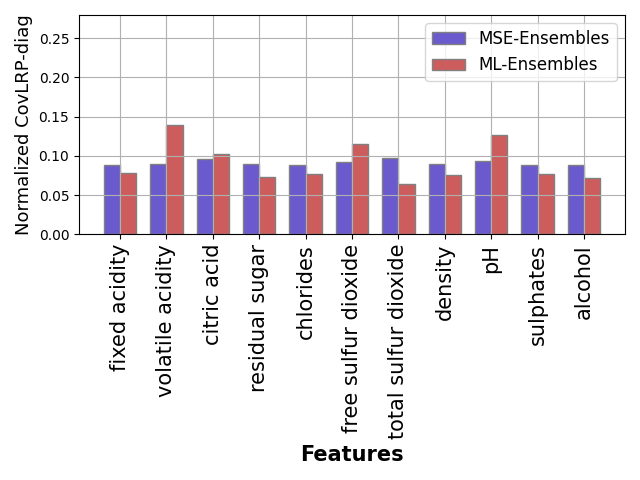 Normalized CovLRP-diag
0.25
0.20
0.15
0.10
0.05
0.00
MSE-Ensembles
ML-Ensembles
fixed acidity
volatile acidity
citric acid
residual sugar
chlorides
free sulfur dioxide
total sulfur dioxide
density
pH
sulphates
alcohol
Features